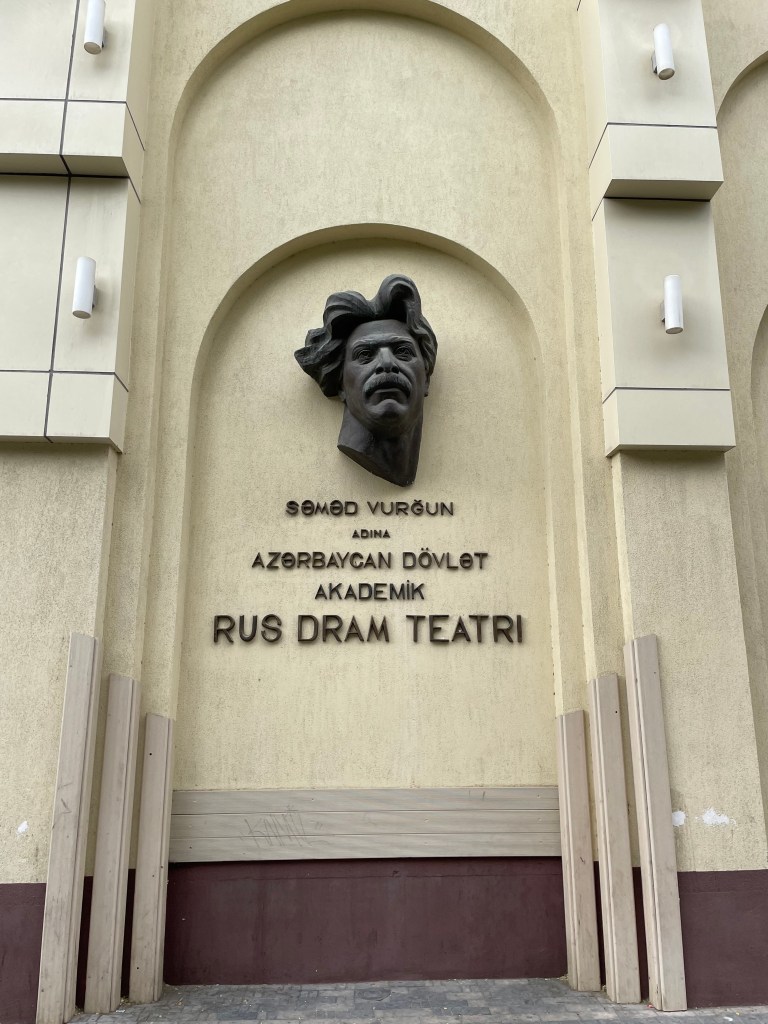 SƏMƏD VURĞUN
ADINA
AZƏRBAYCAN DÖVLƏT
AKADEMİK
RUS DRAM TEATRI